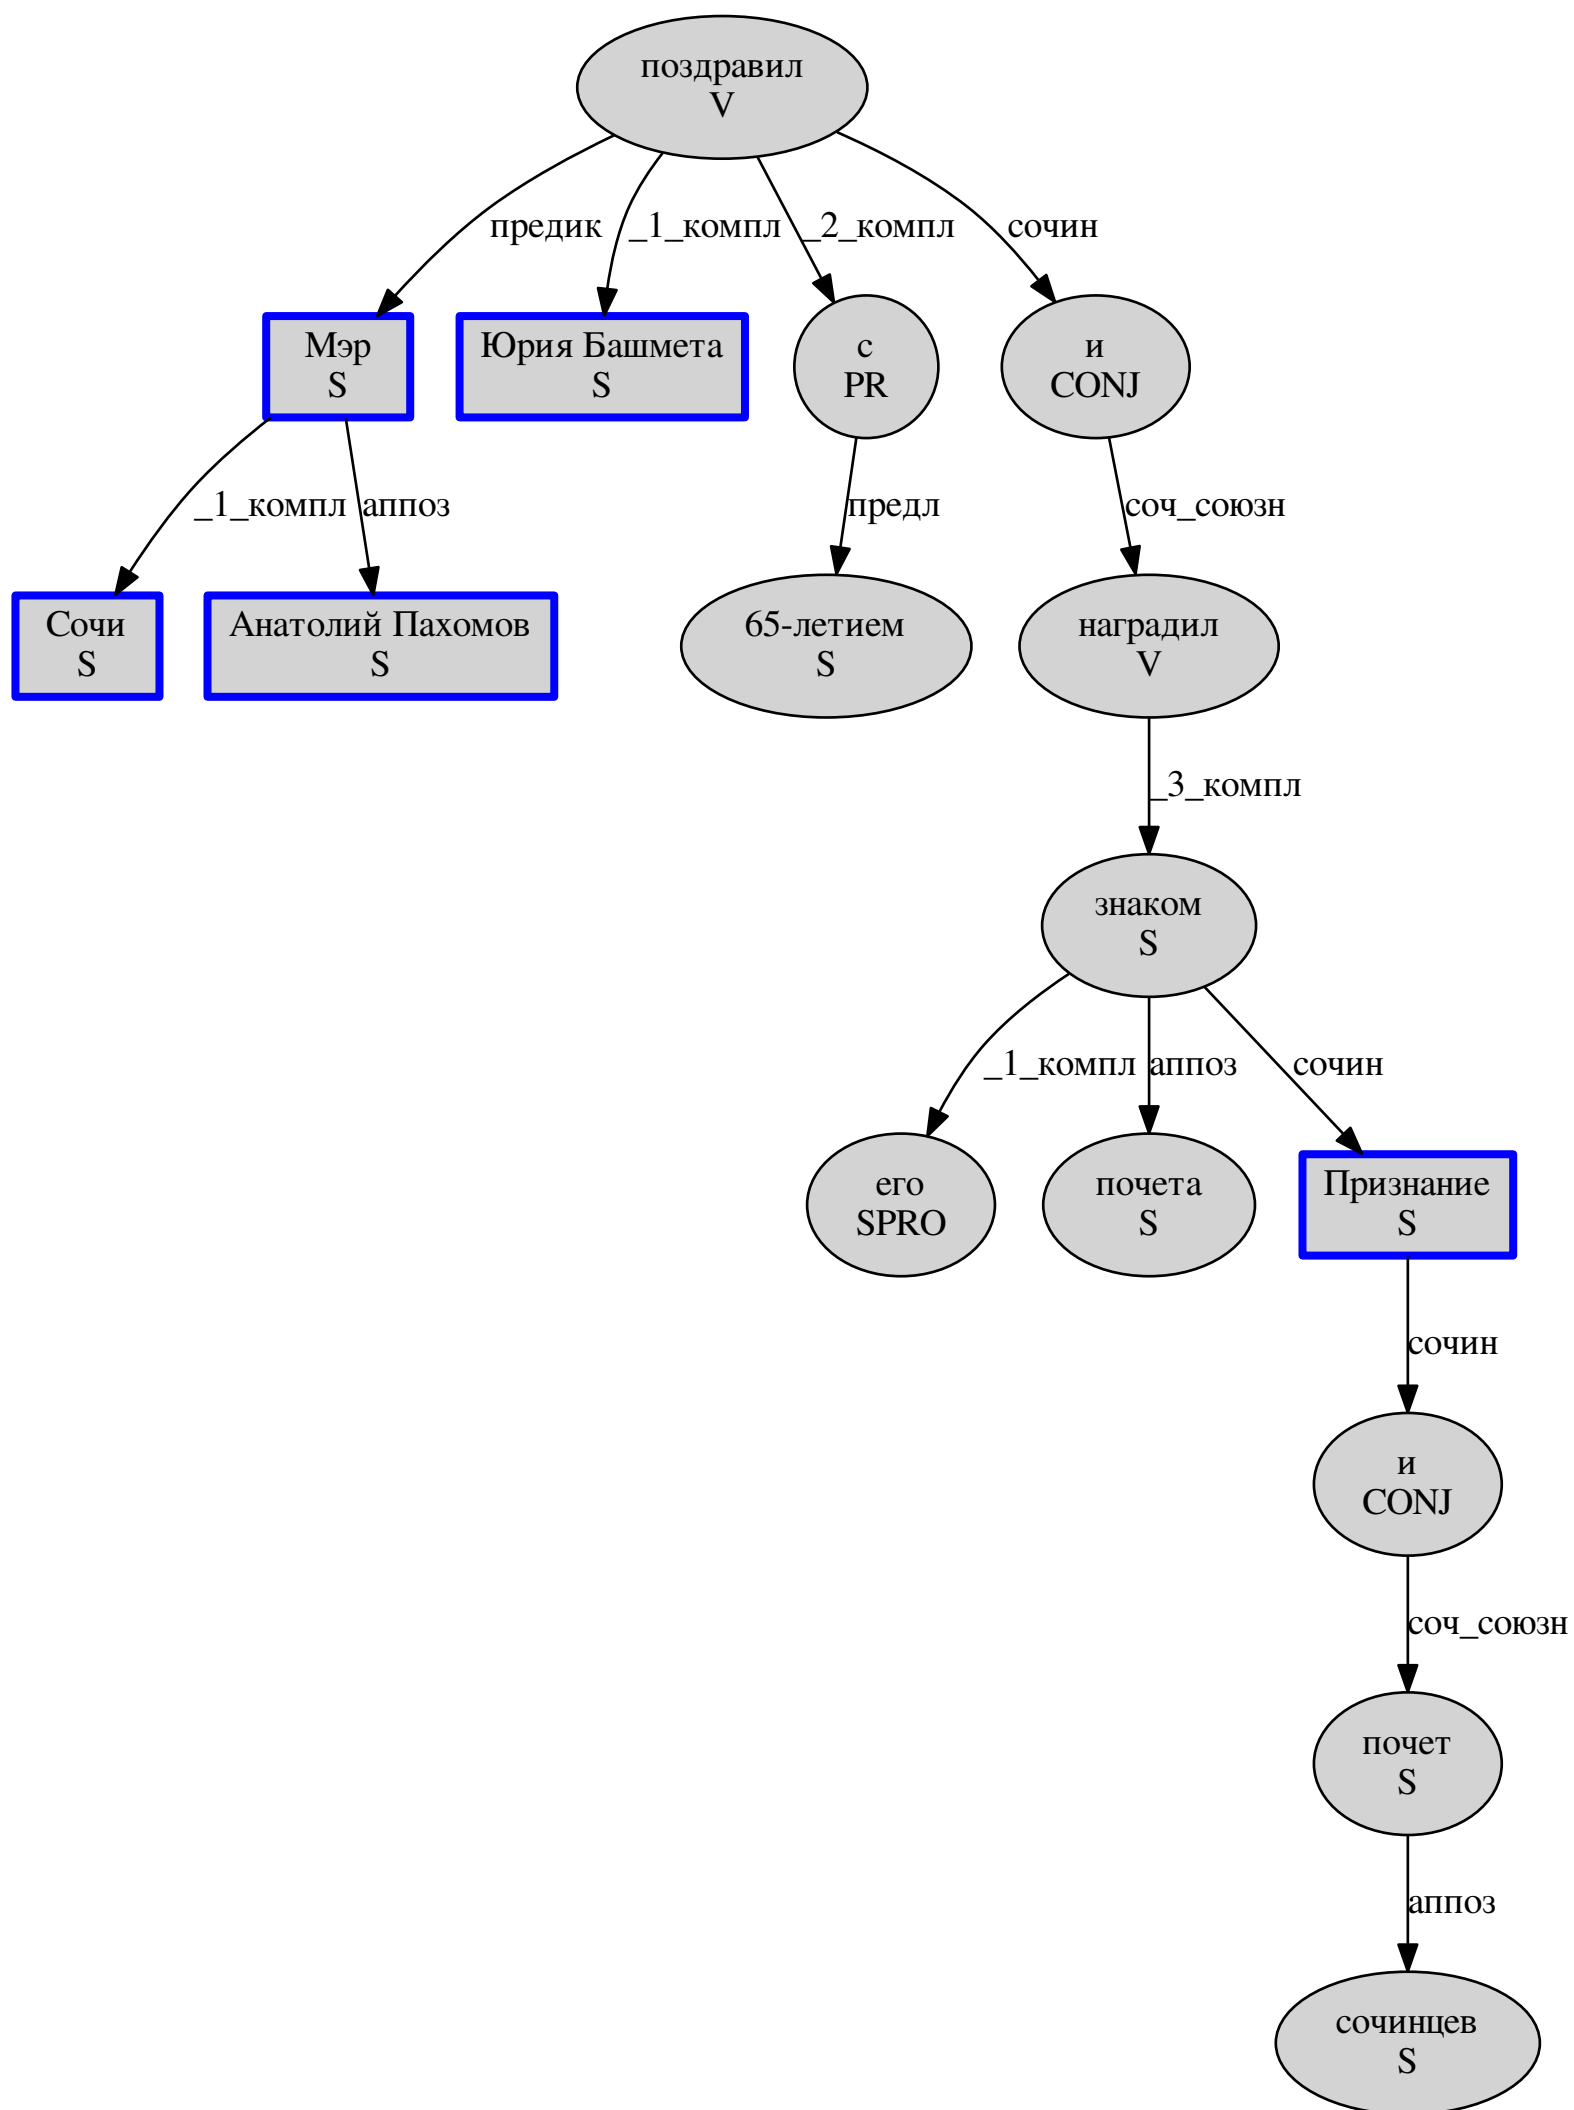 поздравил
V
предик
_1_компл
_2_компл
сочин
Мэр
S
Юрия Башмета
S
с
PR
и
CONJ
_1_компл
аппоз
предл
соч_союзн
Сочи
S
Анатолий Пахомов
S
65-летием
S
наградил
V
_3_компл
знаком
S
_1_компл
аппоз
сочин
его
SPRO
почета
S
Признание
S
сочин
и
CONJ
соч_союзн
почет
S
аппоз
сочинцев
S